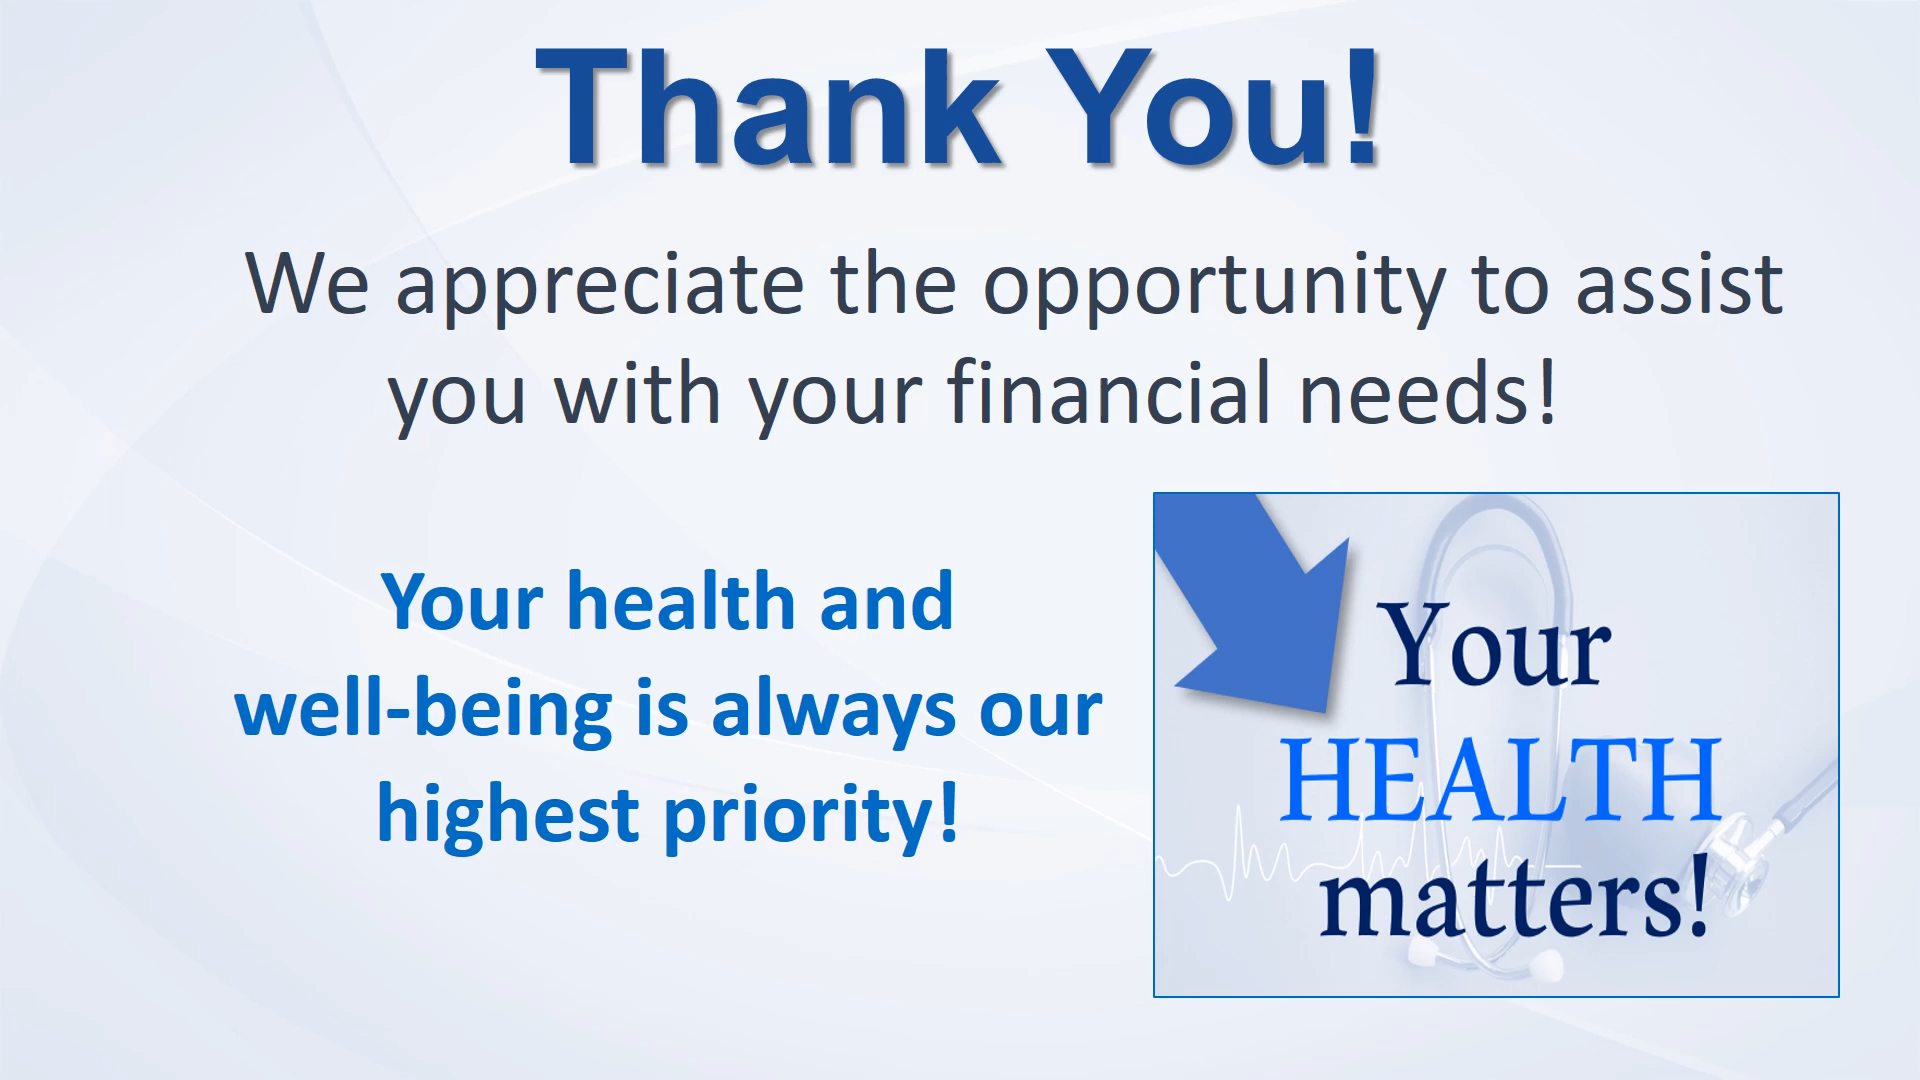 Thank You!
We appreciate the opportunity to assist
you with your financial needs!
Your health and
well-being is always our
highest priority!
Your
HEALTH
matters!